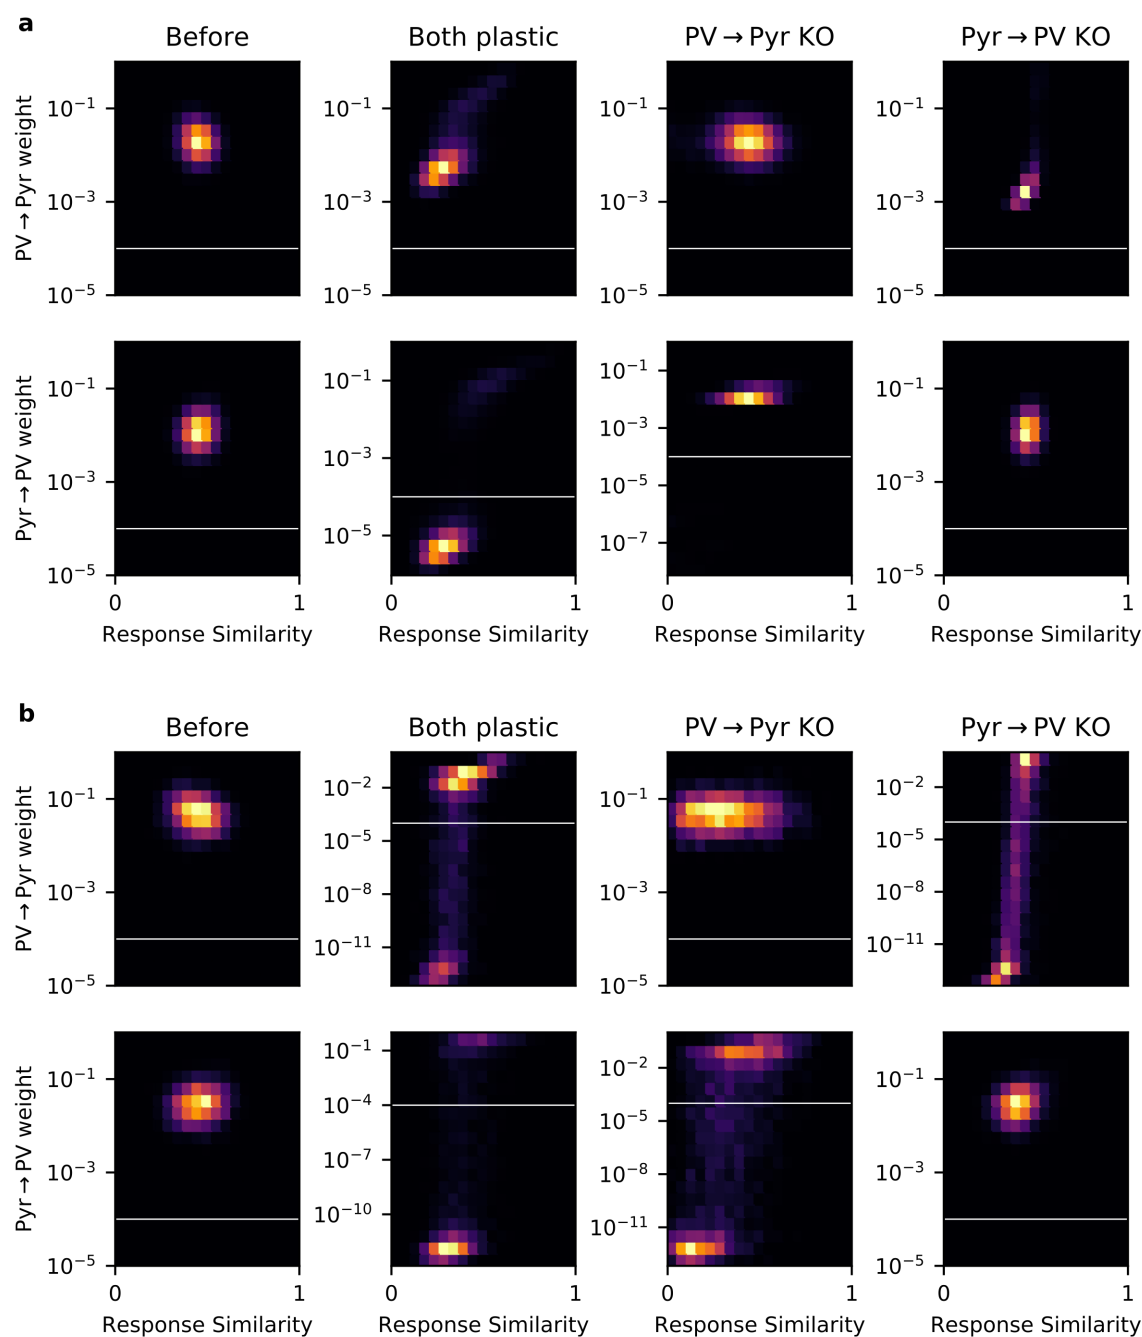 a
Before Both plastic PV→Pyr KO Pyr→PV KO
PV→Pyr weight
10⁻¹ 10⁻¹ 10⁻¹ 10⁻¹
10⁻³ 10⁻³ 10⁻³ 10⁻³
10⁻⁵ 10⁻⁵ 10⁻⁵ 10⁻⁵
Pyr→PV weight
10⁻¹ 10⁻¹ 10⁻¹ 10⁻¹
10⁻³ 10⁻³ 10⁻³ 10⁻³
10⁻⁵ 10⁻⁵ 10⁻⁵ 10⁻⁵
10⁻⁷
0 1 0 1 0 1 0 1
Response Similarity Response Similarity Response Similarity Response Similarity
b
Before Both plastic PV→Pyr KO Pyr→PV KO
PV→Pyr weight
10⁻¹ 10⁻² 10⁻¹ 10⁻²
10⁻³ 10⁻⁵ 10⁻³ 10⁻⁵
10⁻⁵ 10⁻⁸ 10⁻⁵ 10⁻⁸
10⁻¹¹ 10⁻¹¹
Pyr→PV weight
10⁻¹ 10⁻¹ 10⁻² 10⁻¹
10⁻³ 10⁻⁴ 10⁻⁵ 10⁻³
10⁻⁵ 10⁻⁷ 10⁻⁸ 10⁻⁵
10⁻¹⁰ 10⁻¹¹
0 1 0 1 0 1 0 1
Response Similarity Response Similarity Response Similarity Response Similarity